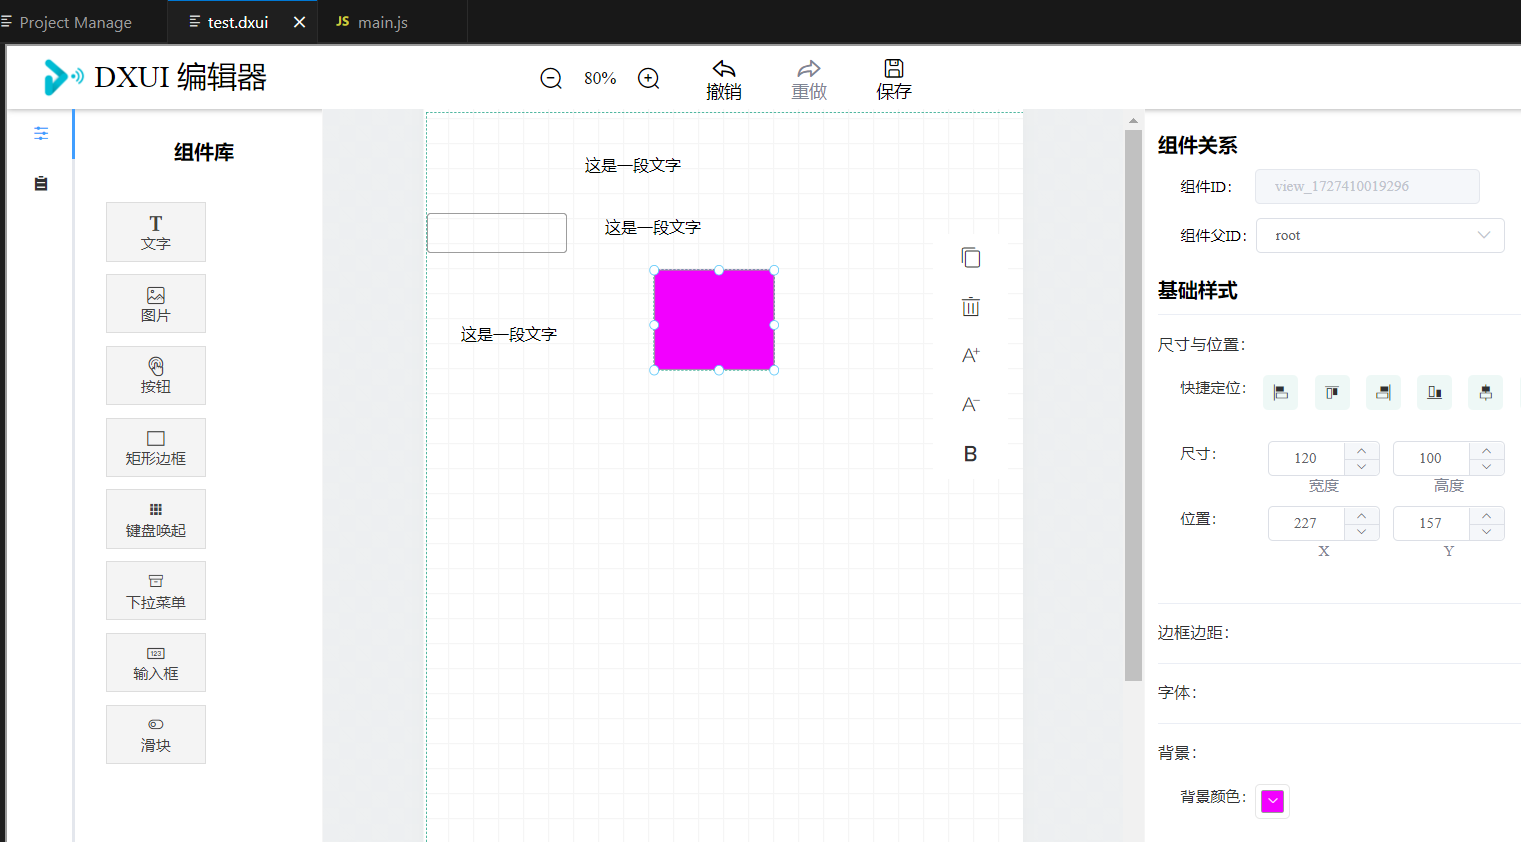 Project Manage
test.dxui
JS main.js
DXUI 编辑器
80%
撤销
重做
保存
组件库
T
文字
图片
按钮
矩形边框
键盘唤起
下拉菜单
123
输入框
滑块
这是一段文字
这是一段文字
这是一段文字
A+
A-
B
组件关系
组件ID：
view_1727410019296
组件父ID：
root
基础样式
尺寸与位置：
快捷定位：
尺寸：
120
100
宽度
高度
位置：
227
157
X
Y
边框边距：
字体：
背景：
背景颜色：